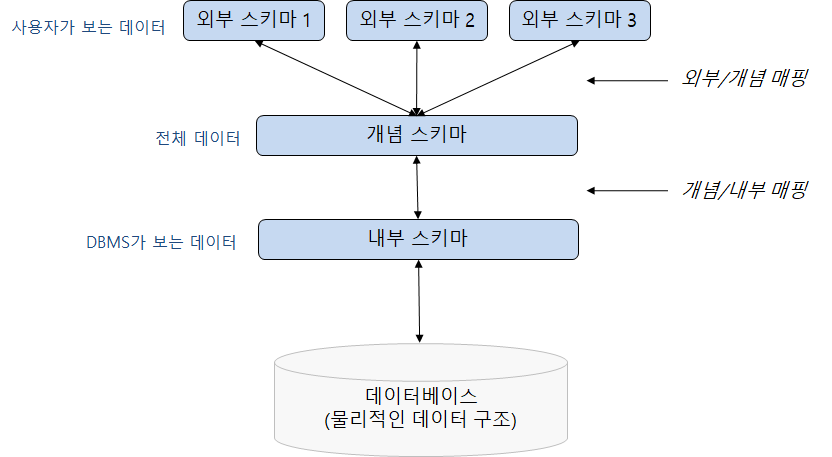 사용자가 보는 데이터
외부 스키마 1
외부 스키마 2
외부 스키마 3
외부/개념 매핑
전체 데이터
개념 스키마
개념/내부 매핑
DBMS가 보는 데이터
내부 스키마
데이터베이스
(물리적인 데이터 구조)